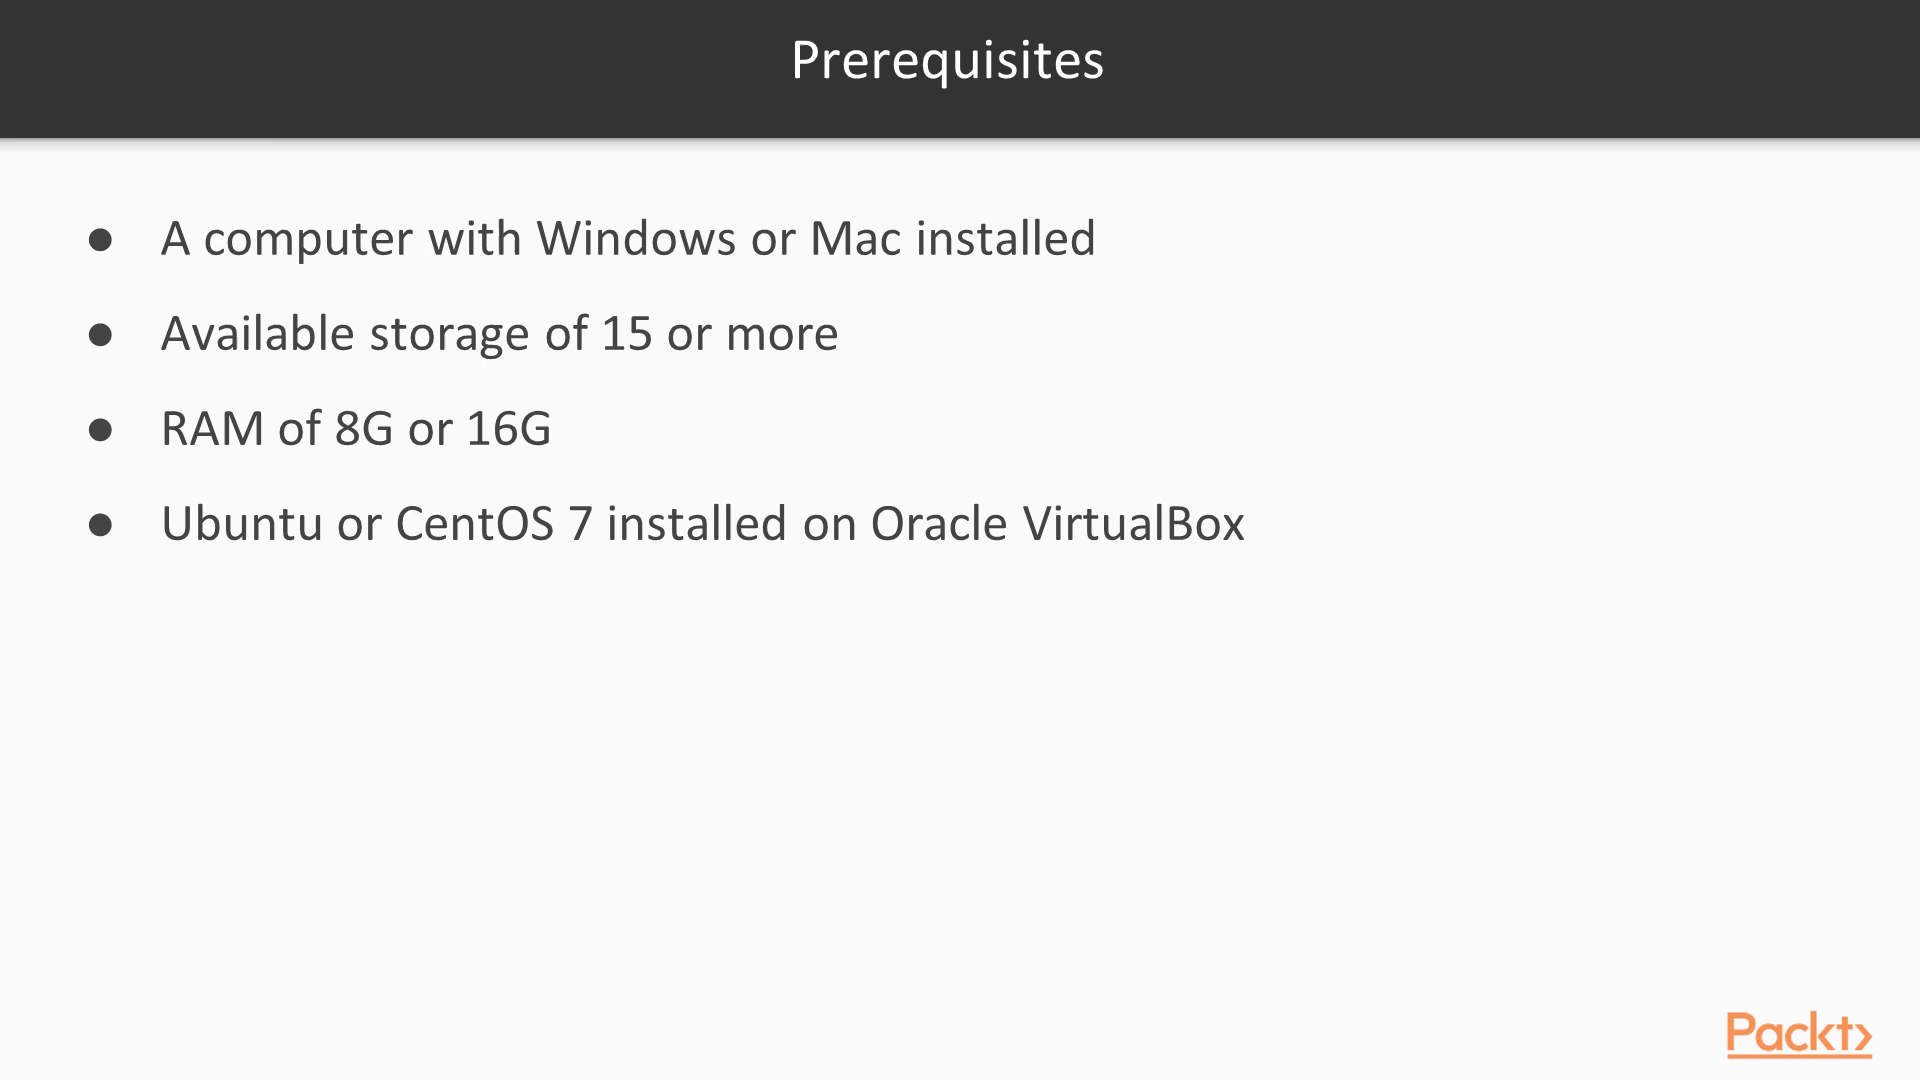 Prerequisites
● A computer with Windows or Mac installed
● Available storage of 15 or more
● RAM of 8G or 16G
● Ubuntu or CentOS 7 installed on Oracle VirtualBox
Packt>